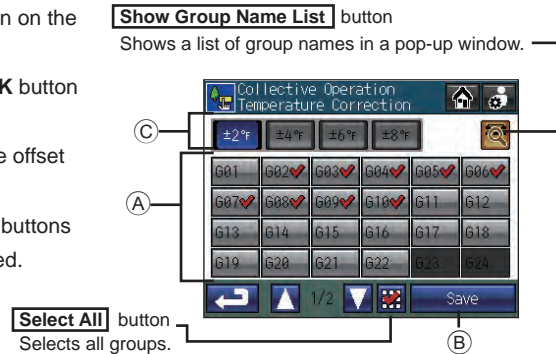 n on the
K button
e offset
buttons
ed.
Show Group Name List button
Shows a list of group names in a pop-up window.
Collective Operation
Temperature Correction
C
±2°F ±4°F ±6°F ±8°F
A
G01 G02 G03 G04 G05 G06
G07 G08 G09 G10 G11 G12
G13 G14 G15 G16 G17 G18
G19 G20 G21 G22 G23 G24
1/2 Save
Select All button
Selects all groups.
B